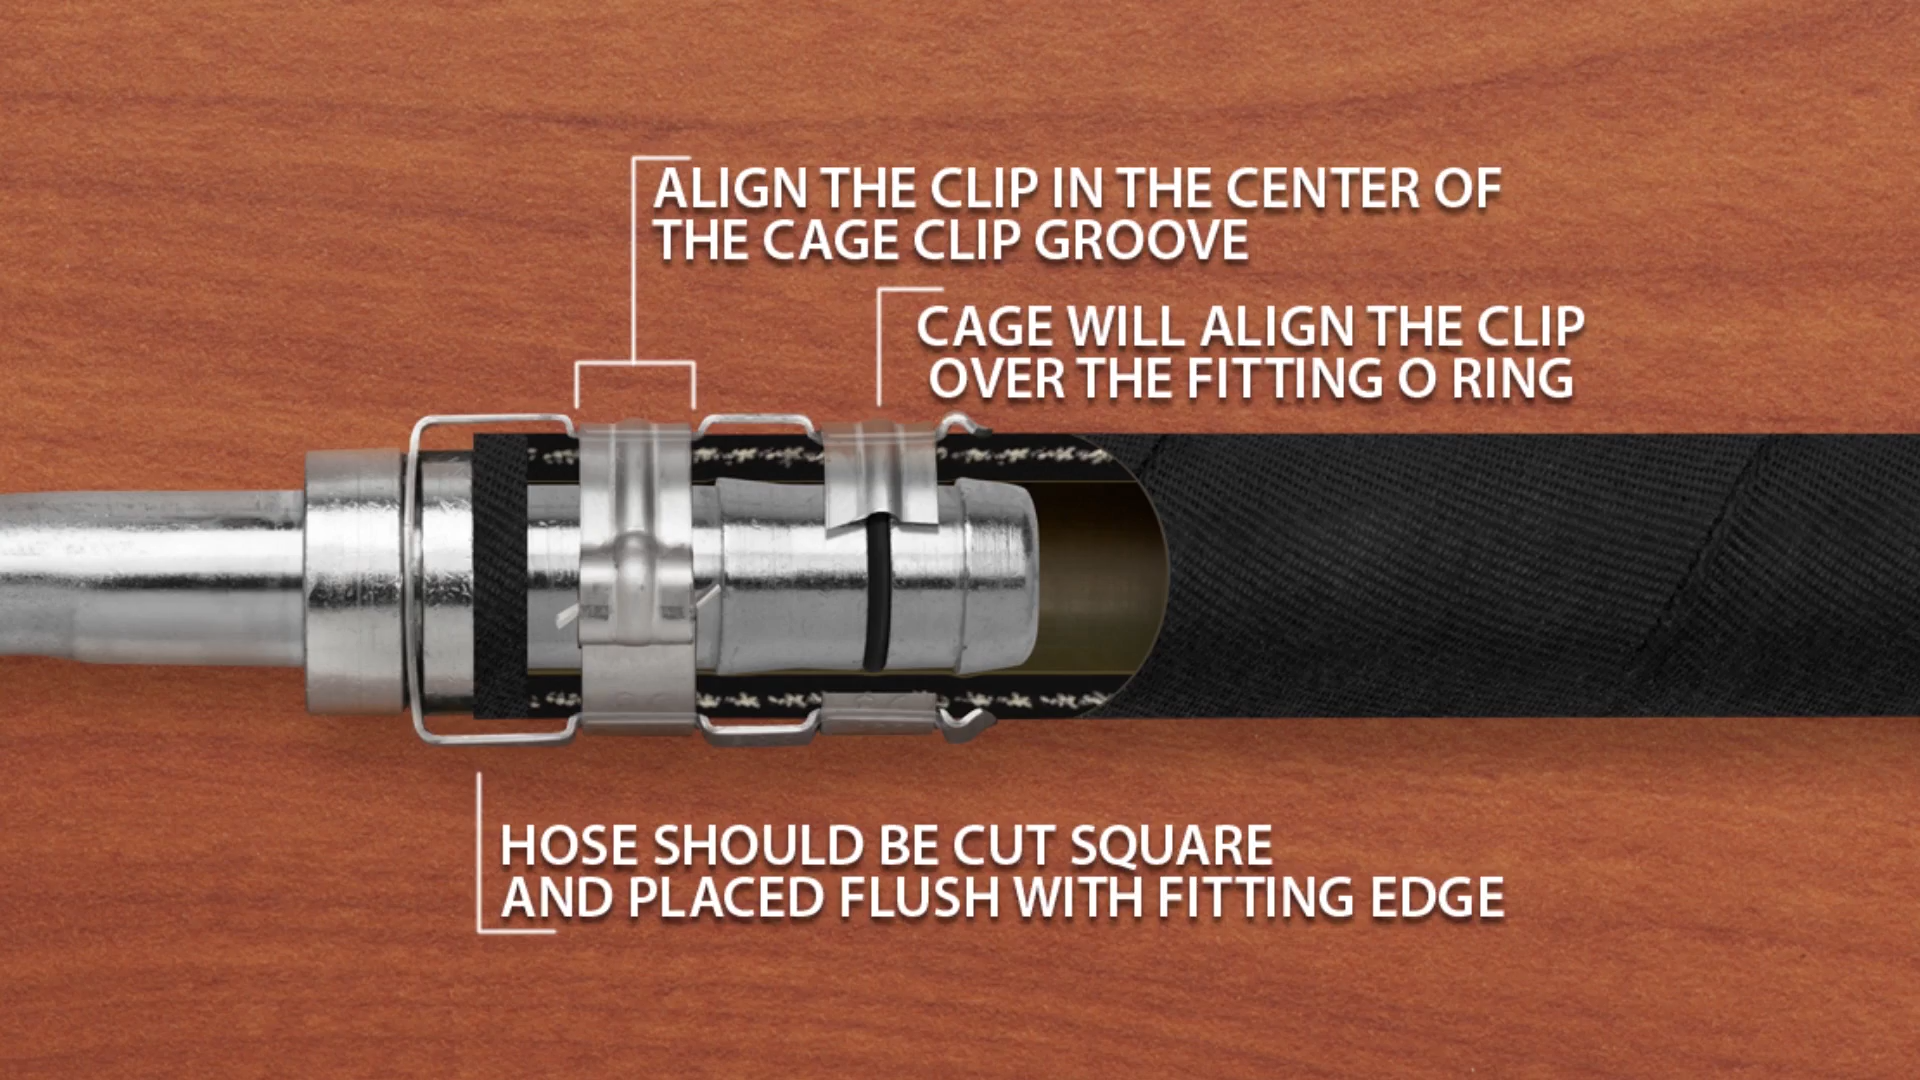 ALIGN THE CLIP IN THE CENTER OF
THE CAGE CLIP GROOVE
CAGE WILL ALIGN THE CLIP
OVER THE FITTING O RING
HOSE SHOULD BE CUT SQUARE
AND PLACED FLUSH WITH FITTING EDGE